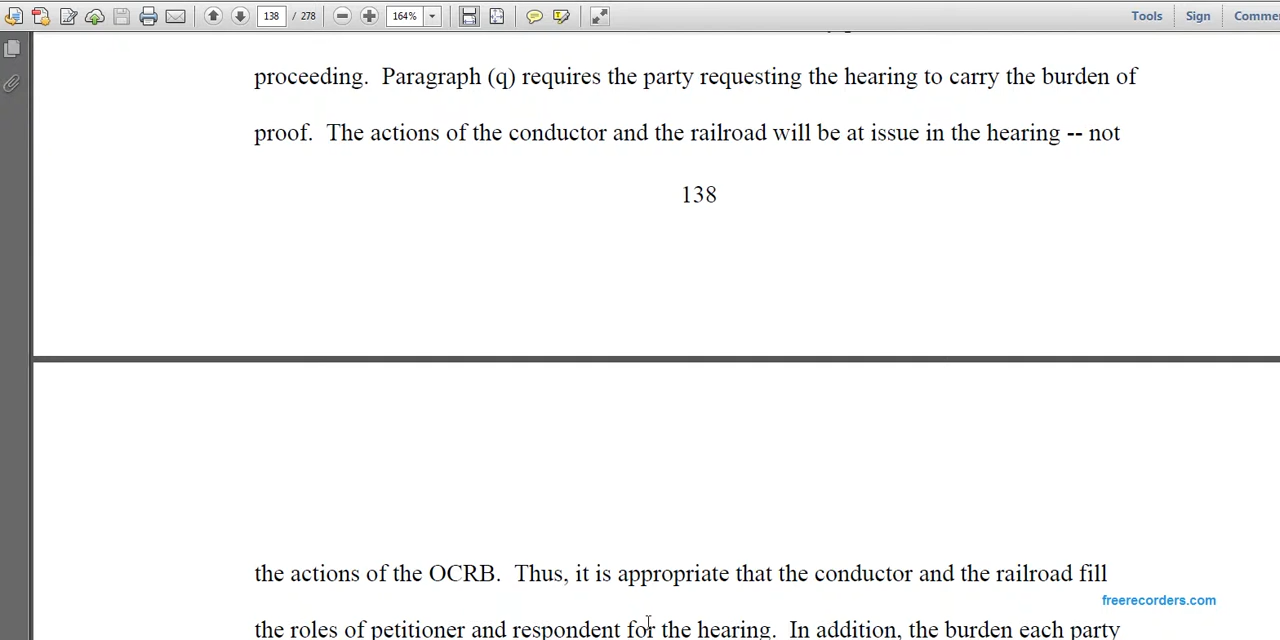 138 / 278 164% Tools Sign Comme
proceeding. Paragraph (q) requires the party requesting the hearing to carry the burden of
proof. The actions of the conductor and the railroad will be at issue in the hearing -- not
138
the actions of the OCRB. Thus, it is appropriate that the conductor and the railroad fill
freerecorders.com
the roles of petitioner and respondent for the hearing. In addition, the burden each party